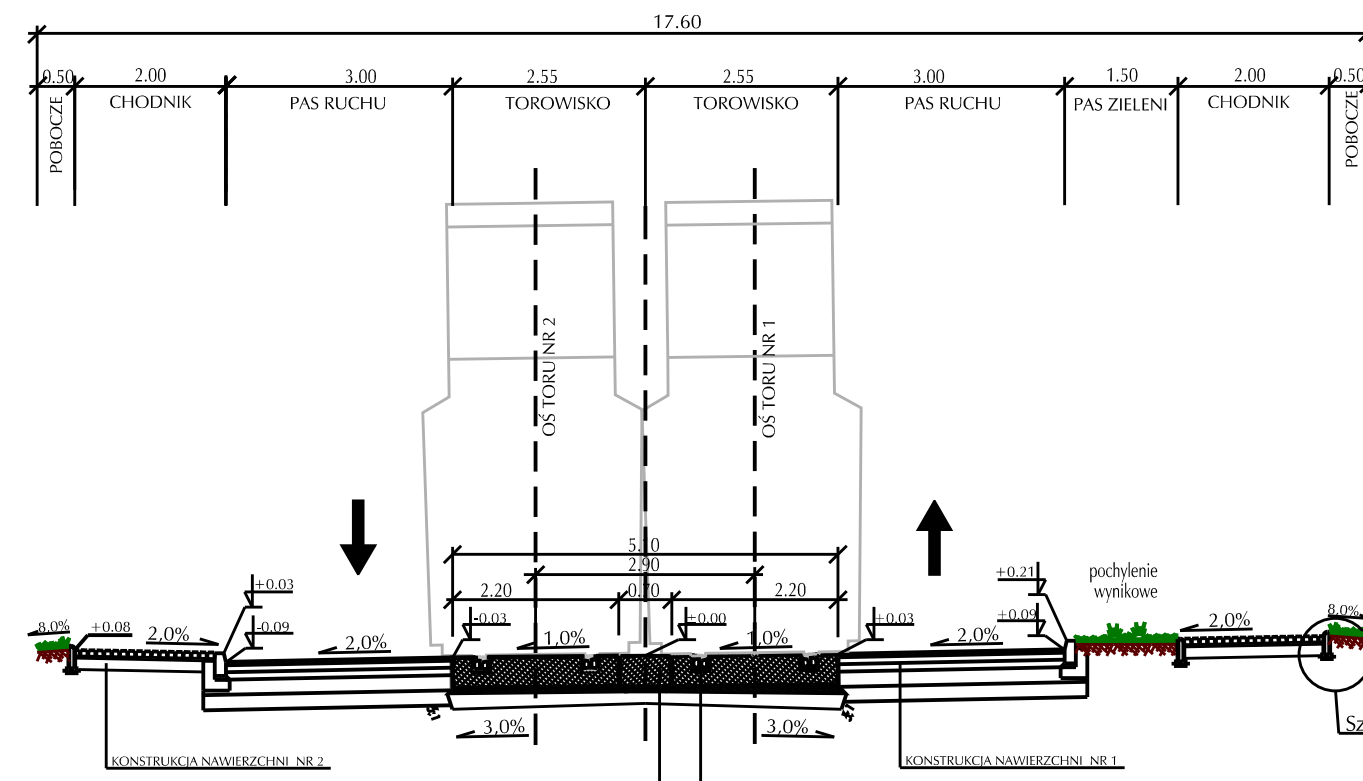 17.60
0.50 2.00 3.00 2.55 2.55 3.00 1.50 2.00 0.50
POBOCZE CHODNIK PAS RUCHU TOROWISKO TOROWISKO PAS RUCHU PAS ZIELENI CHODNIK POBOCZE
OŚ TORU NR 2
OŚ TORU NR 1
5.10
2.90
2.20 0.70 2.20
pochylenie
wynikowe
+0.03
-0.09
-0.03
+0.00
+0.03
+0.21
+0.09
8.0%
+0.08
2,0%
2,0%
1,0%
1,0%
2,0%
2,0%
8.0%
3,0%
3,0%
KONSTRUKCJA NAWIERZCHNI NR 2
KONSTRUKCJA NAWIERZCHNI NR 1
Sz